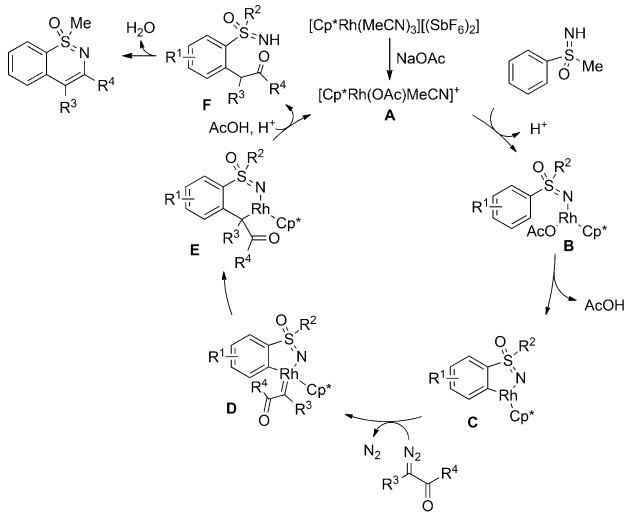 O Me
S
N
R⁴
R³
H₂O
O R²
S
NH
R¹
O
R⁴
R³
F
[Cp*Rh(MeCN)₃][(SbF₆)₂]
NaOAc
[Cp*Rh(OAc)MeCN]⁺
A
NH
S
O Me
H⁺
AcOH, H⁺
O R²
S
N
R¹
Rh
AcO Cp*
B
AcOH
O R²
S
N
R¹
Rh
Cp*
C
N₂ N₂
R³ R⁴
O
O R²
S
N
R¹
Rh
Cp*
R⁴
R³
O
D
O R²
S
N
R¹
Rh
Cp*
R³ O
R⁴
E